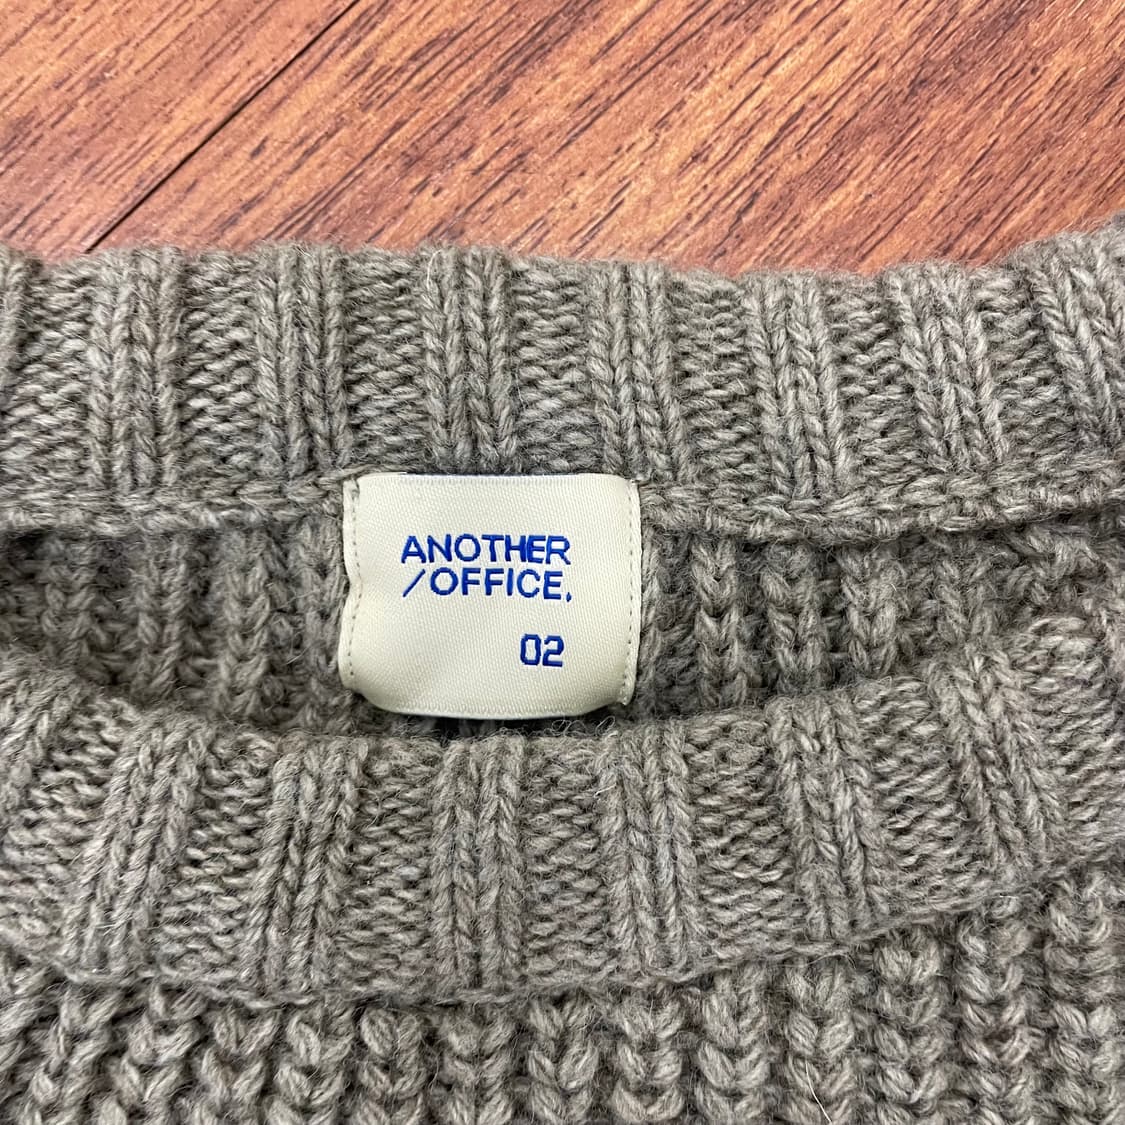 ANOTHER
/OFFICE.
02